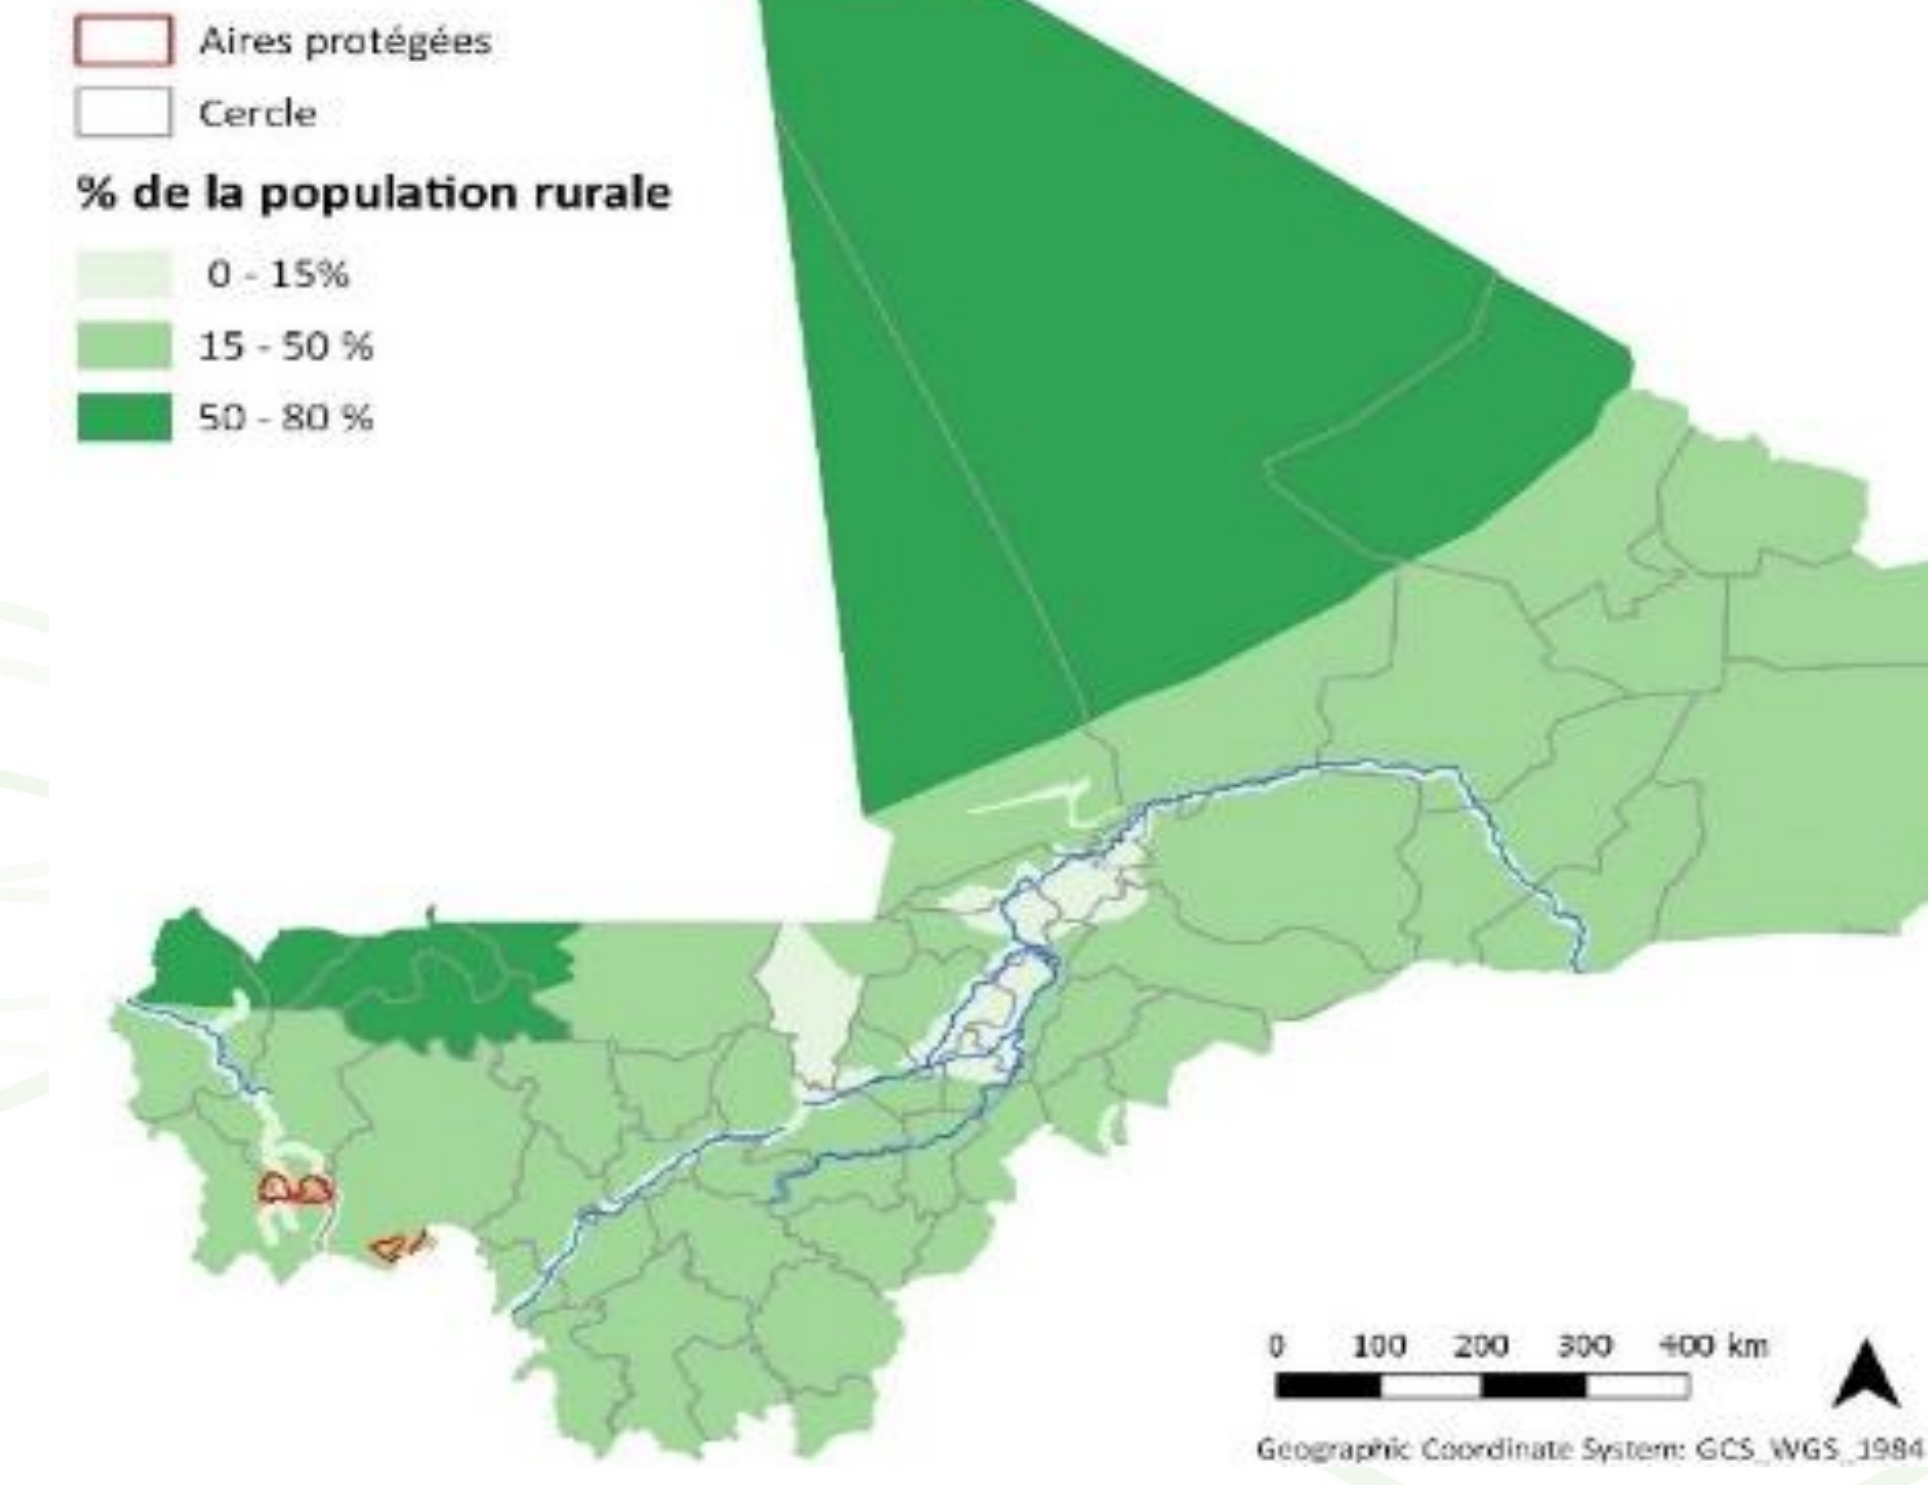 Aires protégées
Cercle
% de la population rurale
0 - 15%
15 - 50 %
50 - 80 %
0 100 200 300 400 km
Geographic Coordinate System: GCS_WGS_1984